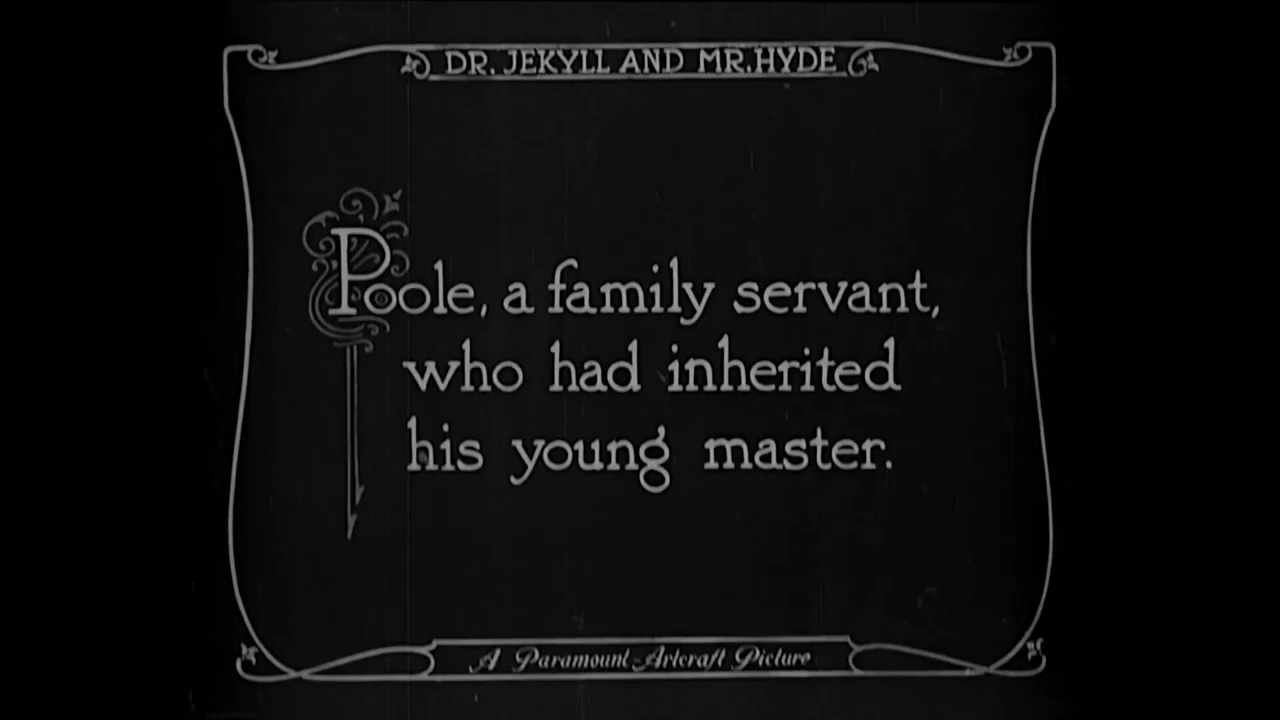 DR. JEKYLL AND MR. HYDE
Poole, a family servant,
who had inherited
his young master.
A Paramount-Artcraft Picture